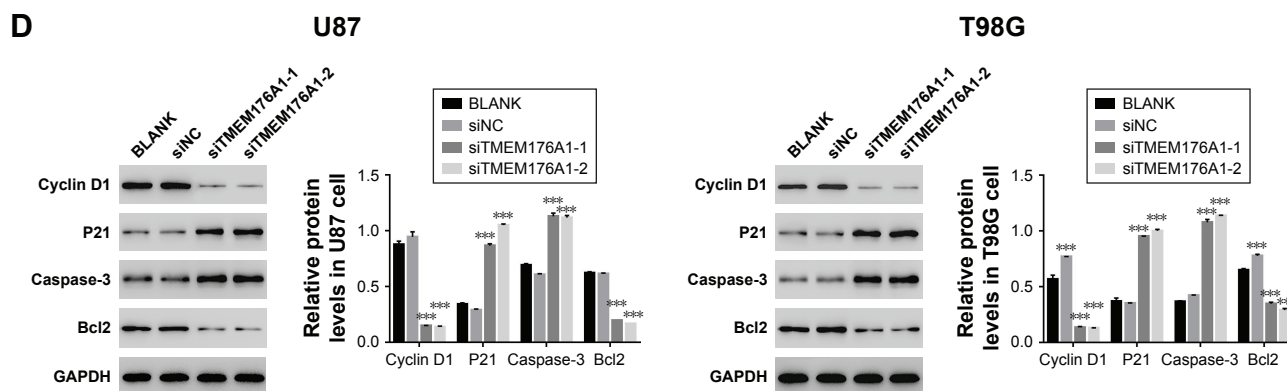 D
U87
BLANK
siNC
siTMEM176A1-1
siTMEM176A1-2
Cyclin D1
P21
Caspase-3
Bcl2
GAPDH
BLANK
siNC
siTMEM176A1-1
siTMEM176A1-2
Relative protein
levels in U87 cell
1.5
1.0
0.5
0.0
***
***
***
***
***
***
***
***
Cyclin D1
P21
Caspase-3
Bcl2
T98G
BLANK
siNC
siTMEM176A1-1
siTMEM176A1-2
Cyclin D1
P21
Caspase-3
Bcl2
GAPDH
BLANK
siNC
siTMEM176A1-1
siTMEM176A1-2
Relative protein
levels in T98G cell
1.5
1.0
0.5
0.0
***
***
***
***
***
***
***
***
***
***
Cyclin D1
P21
Caspase-3
Bcl2